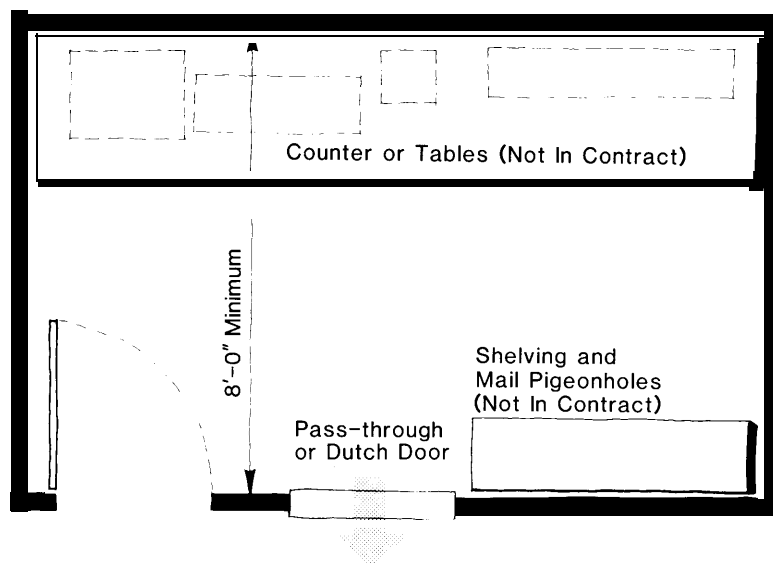 Counter or Tables (Not In Contract)
8'-0" Minimum
Shelving and
Mail Pigeonholes
(Not In Contract)
Pass-through
or Dutch Door